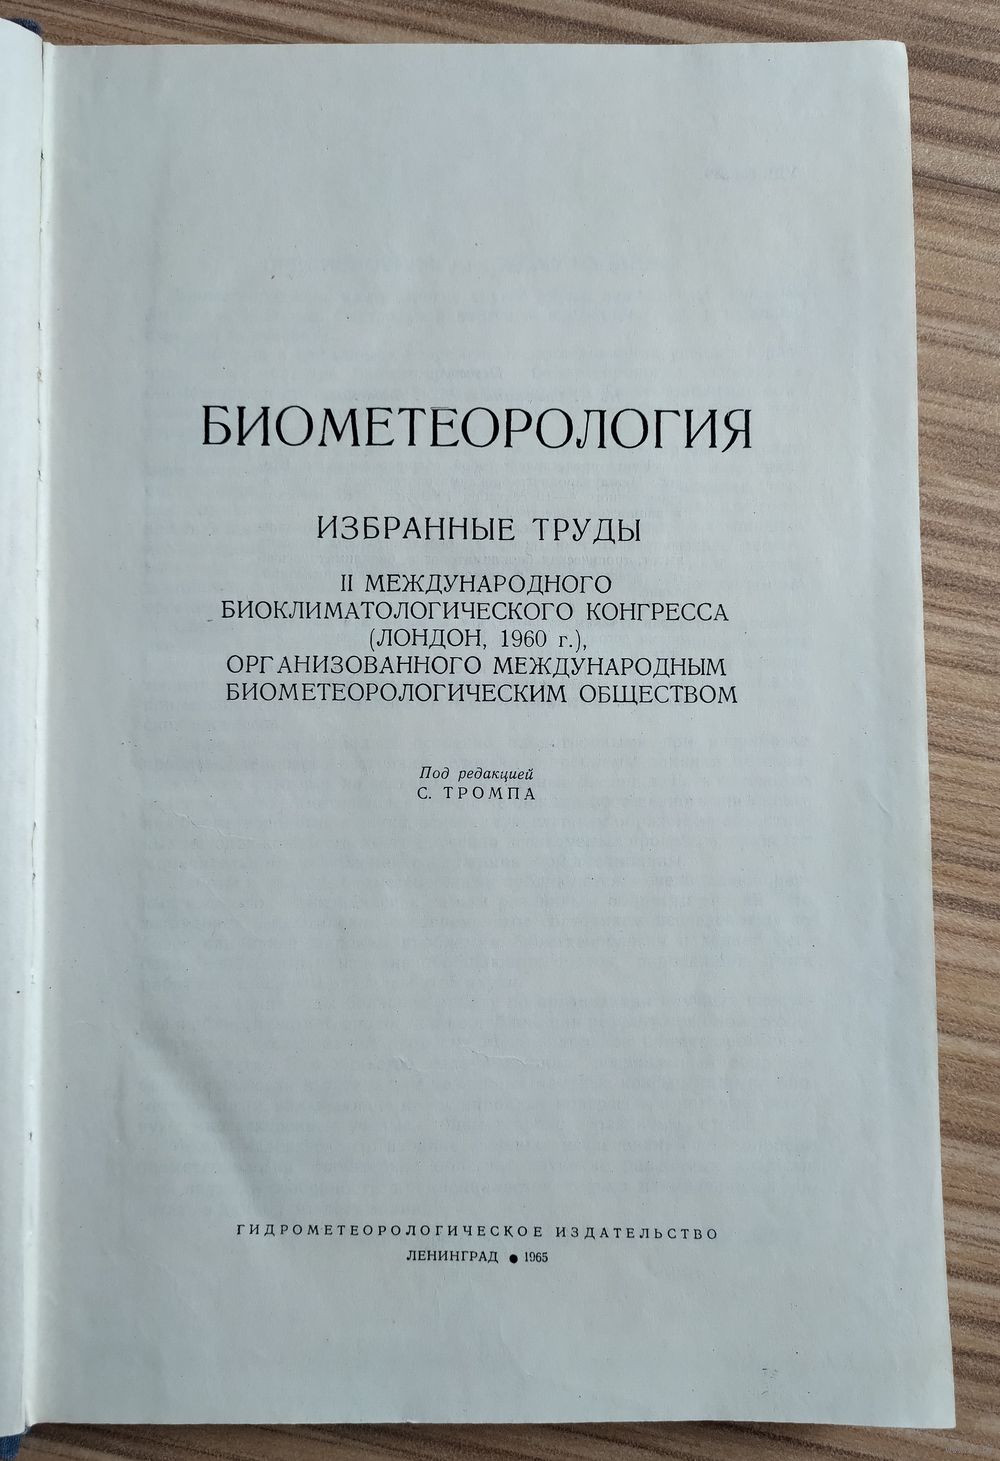 БИОМЕТЕОРОЛОГИЯ
ИЗБРАННЫЕ ТРУДЫ
II МЕЖДУНАРОДНОГО
БИОКЛИМАТОЛОГИЧЕСКОГО КОНГРЕССА
(ЛОНДОН, 1960 г.),
ОРГАНИЗОВАННОГО МЕЖДУНАРОДНЫМ
БИОМЕТЕОРОЛОГИЧЕСКИМ ОБЩЕСТВОМ
Под редакцией
С. ТРОМПА
ГИДРОМЕТЕОРОЛОГИЧЕСКОЕ ИЗДАТЕЛЬСТВО
ЛЕНИНГРАД ● 1965